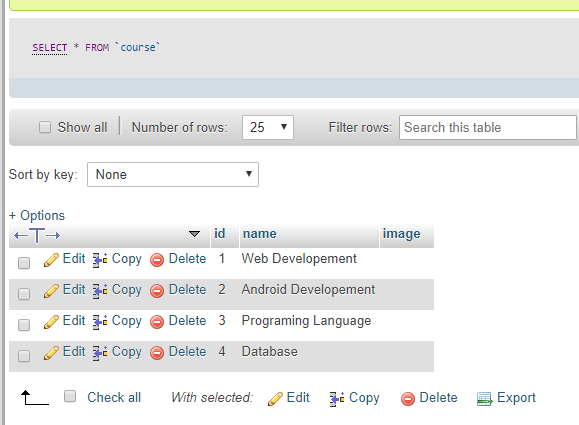 SELECT * FROM `course`
Show all Number of rows: 25 Filter rows: Search this table
Sort by key: None
+ Options
id name image
Edit Copy Delete 1 Web Developement
Edit Copy Delete 2 Android Developement
Edit Copy Delete 3 Programing Language
Edit Copy Delete 4 Database
Check all With selected: Edit Copy Delete Export